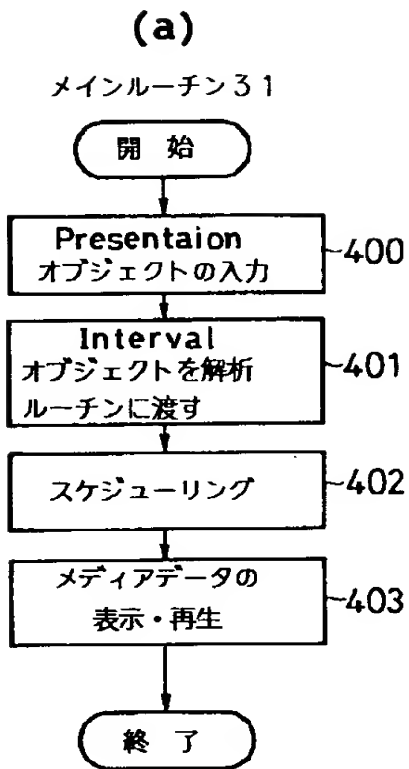 (a)
メインルーチン31
開始
Presentaion
オブジェクトの入力
400
Interval
オブジェクトを解析
ルーチンに渡す
401
スケジューリング
402
メディアデータの
表示・再生
403
終了